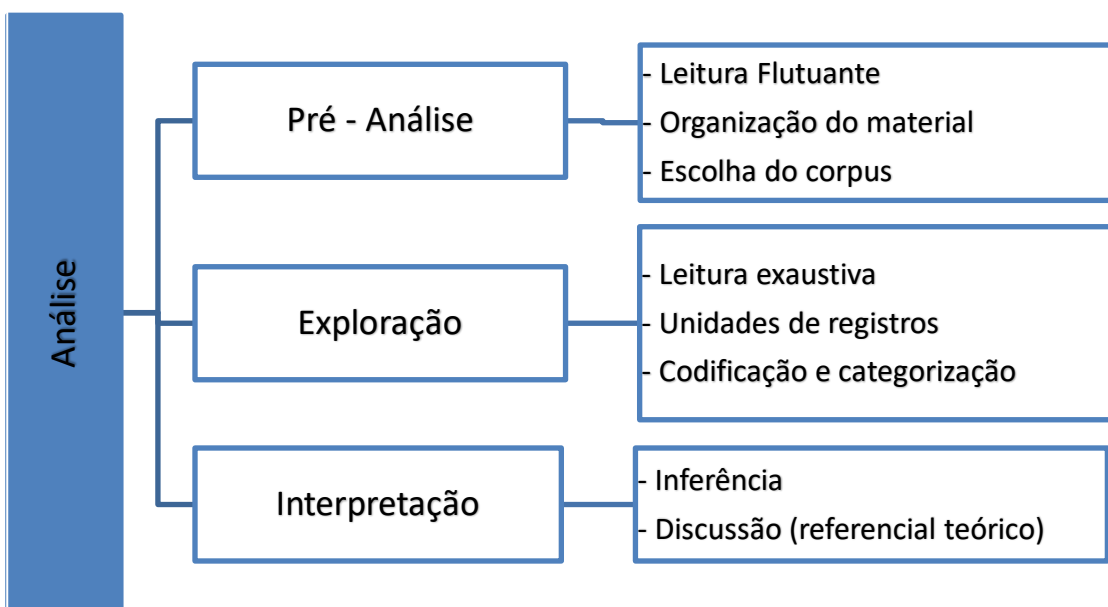 Análise
Pré - Análise
- Leitura Flutuante
- Organização do material
- Escolha do corpus
Exploração
- Leitura exaustiva
- Unidades de registros
- Codificação e categorização
Interpretação
- Inferência
- Discussão (referencial teórico)